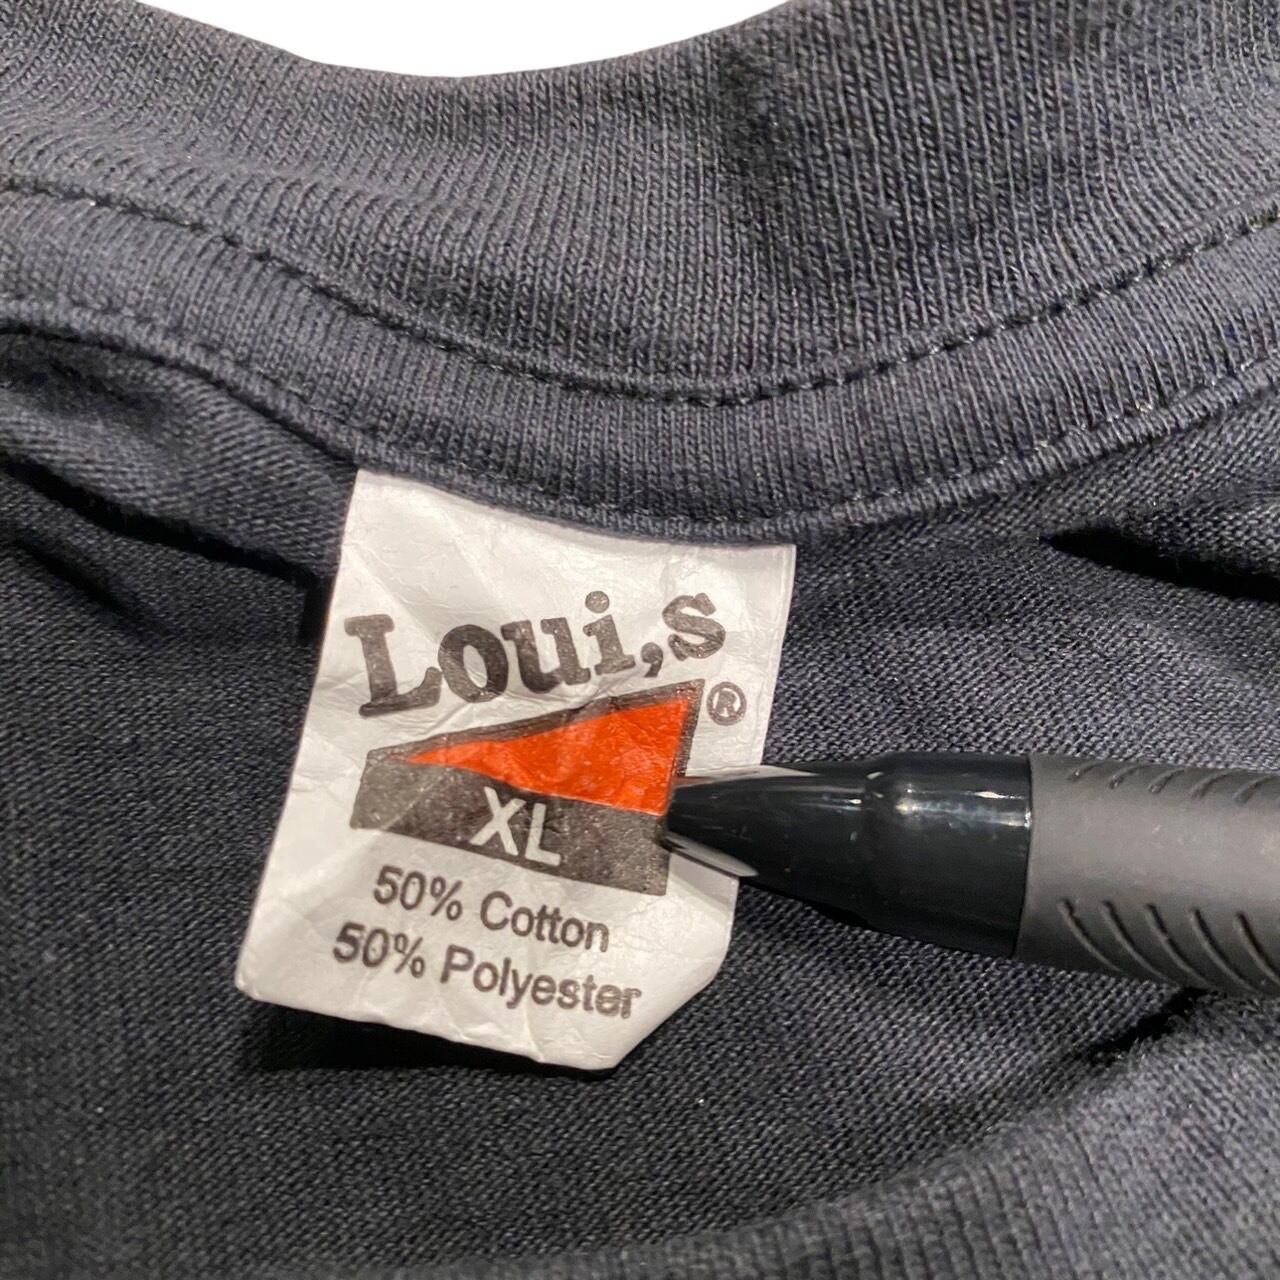 Loui,s
®
XL
50% Cotton
50% Polyester